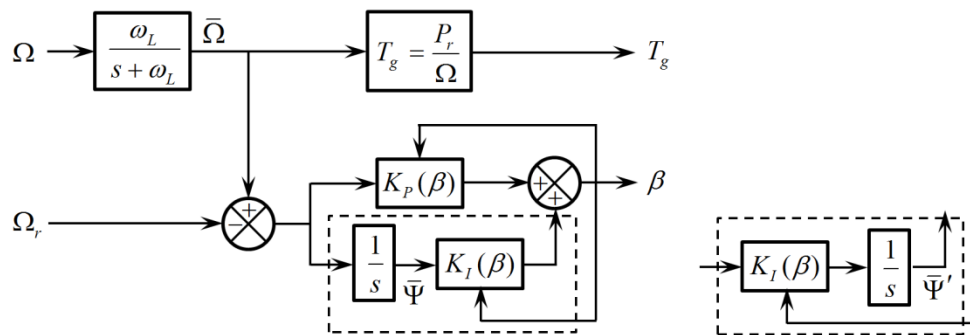 Ω
ω_L / (s + ω_L)
Ω̄
T_g = P_r / Ω
T_g
Ω_r
+
−
K_P(β)
+
+
β
1/s
Ψ̄
K_I(β)
K_I(β)
1/s
Ψ̄′